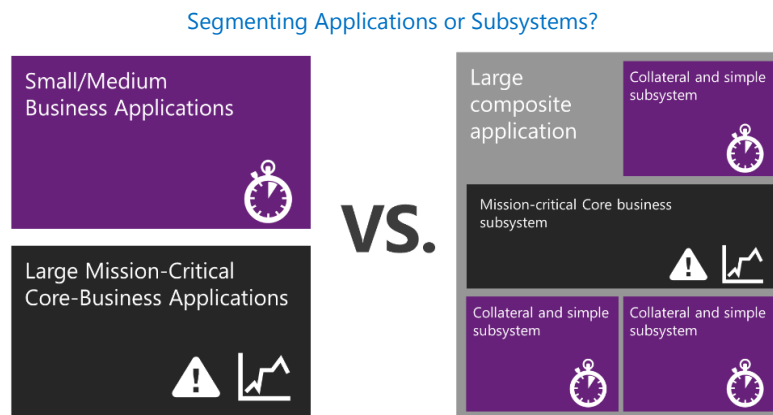 Segmenting Applications or Subsystems?
Small/Medium
Business Applications
Large Mission-Critical
Core-Business Applications
VS.
Large
composite
application
Collateral and simple
subsystem
Mission-critical Core business
subsystem
Collateral and simple
subsystem
Collateral and simple
subsystem